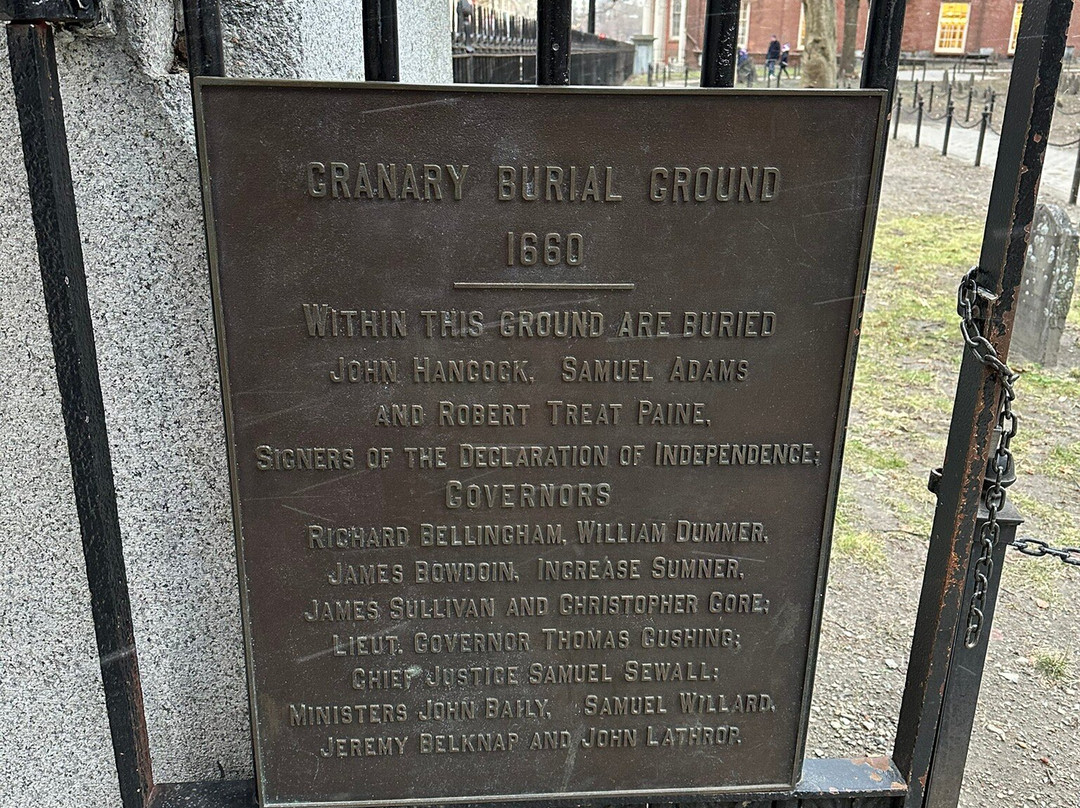 GRANARY BURIAL GROUND
1660
WITHIN THIS GROUND ARE BURIED
JOHN HANCOCK, SAMUEL ADAMS
AND ROBERT TREAT PAINE,
SIGNERS OF THE DECLARATION OF INDEPENDENCE;
GOVERNORS
RICHARD BELLINGHAM, WILLIAM DUMMER,
JAMES BOWDOIN, INCREASE SUMNER,
JAMES SULLIVAN AND CHRISTOPHER GORE;
LIEUT. GOVERNOR THOMAS CUSHING;
CHIEF JUSTICE SAMUEL SEWALL;
MINISTERS JOHN BAILY, SAMUEL WILLARD,
JEREMY BELKNAP AND JOHN LATHROP.